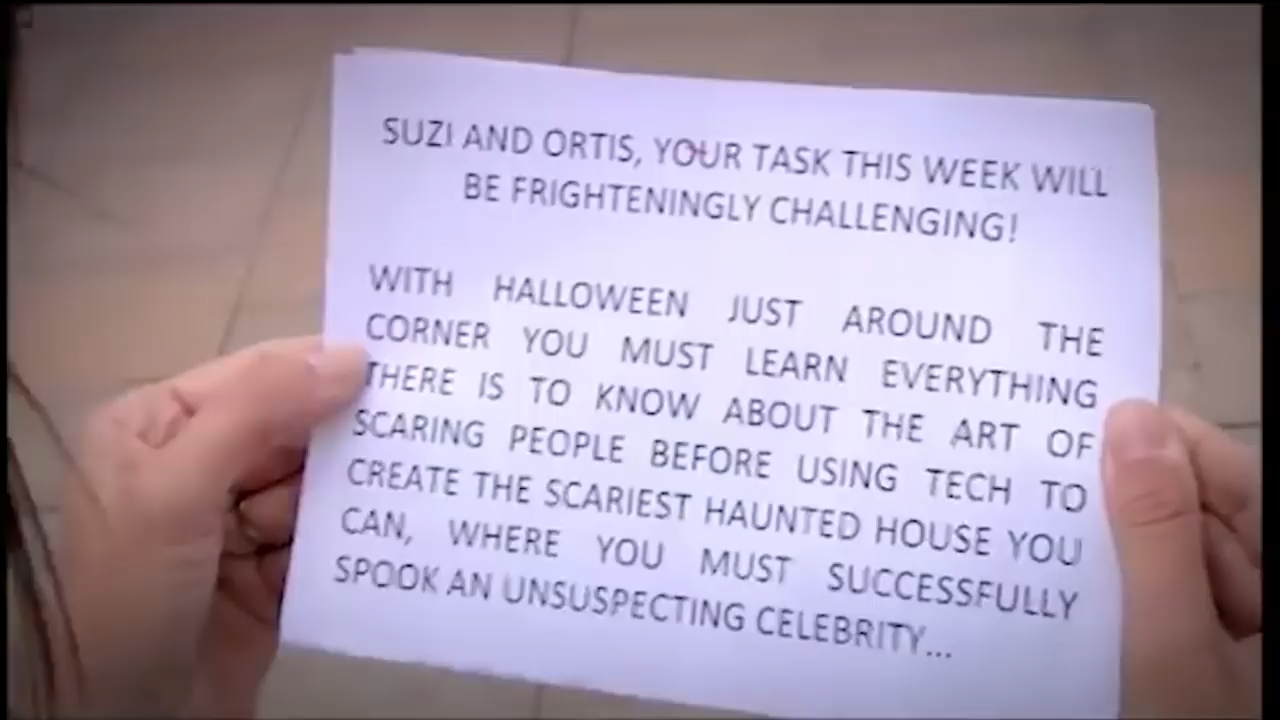 SUZI AND ORTIS, YOUR TASK THIS WEEK WILL
BE FRIGHTENINGLY CHALLENGING!
WITH HALLOWEEN JUST AROUND THE
CORNER YOU MUST LEARN EVERYTHING
THERE IS TO KNOW ABOUT THE ART OF
SCARING PEOPLE BEFORE USING TECH TO
CREATE THE SCARIEST HAUNTED HOUSE YOU
CAN, WHERE YOU MUST SUCCESSFULLY
SPOOK AN UNSUSPECTING CELEBRITY...